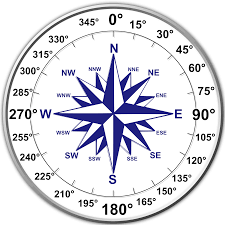 345° 0° 15°
330° 30°
315° 45°
300° 60°
285° 75°
270° 90°
255° 105°
240° 120°
225° 135°
210° 150°
195° 180° 165°
N
NNW NNE
NW NE
WNW ENE
W E
WSW ESE
SW SE
SSW SSE
S